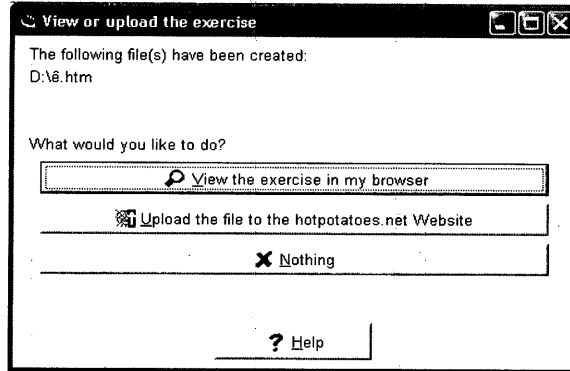 View or upload the exercise
The following file(s) have been created:
D:\6.htm
What would you like to do?
View the exercise in my browser
Upload the file to the hotpotatoes.net Website
Nothing
? Help